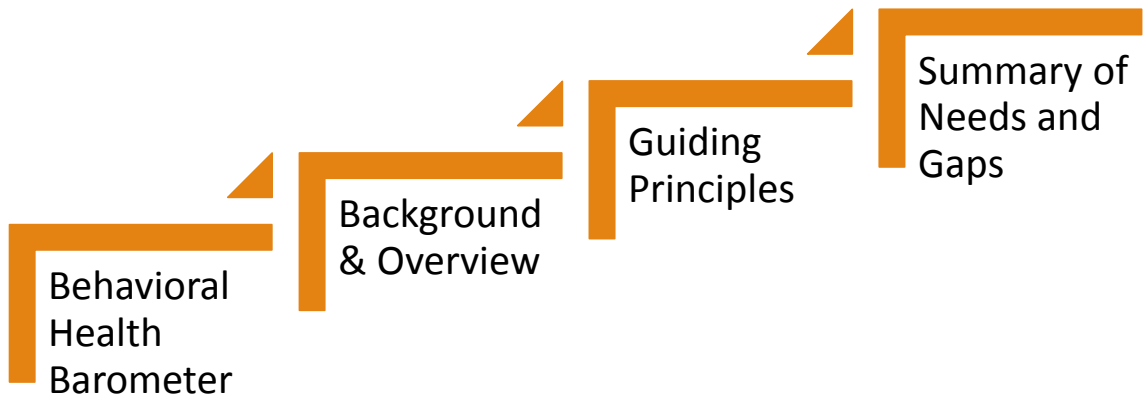 Behavioral
Health
Barometer
Background
& Overview
Guiding
Principles
Summary of
Needs and
Gaps